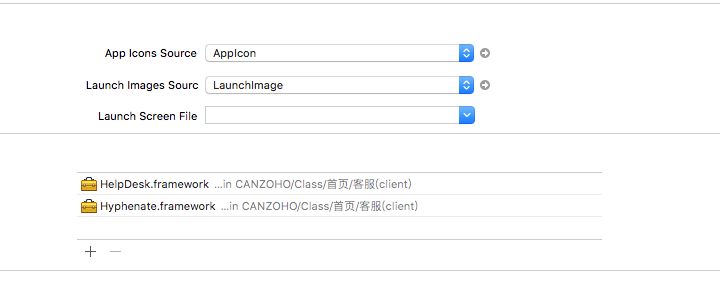 App Icons Source AppIcon
Launch Images Sourc LaunchImage
Launch Screen File
HelpDesk.framework ...in CANZOHO/Class/首页/客服(client)
Hyphenate.framework ...in CANZOHO/Class/首页/客服(client)